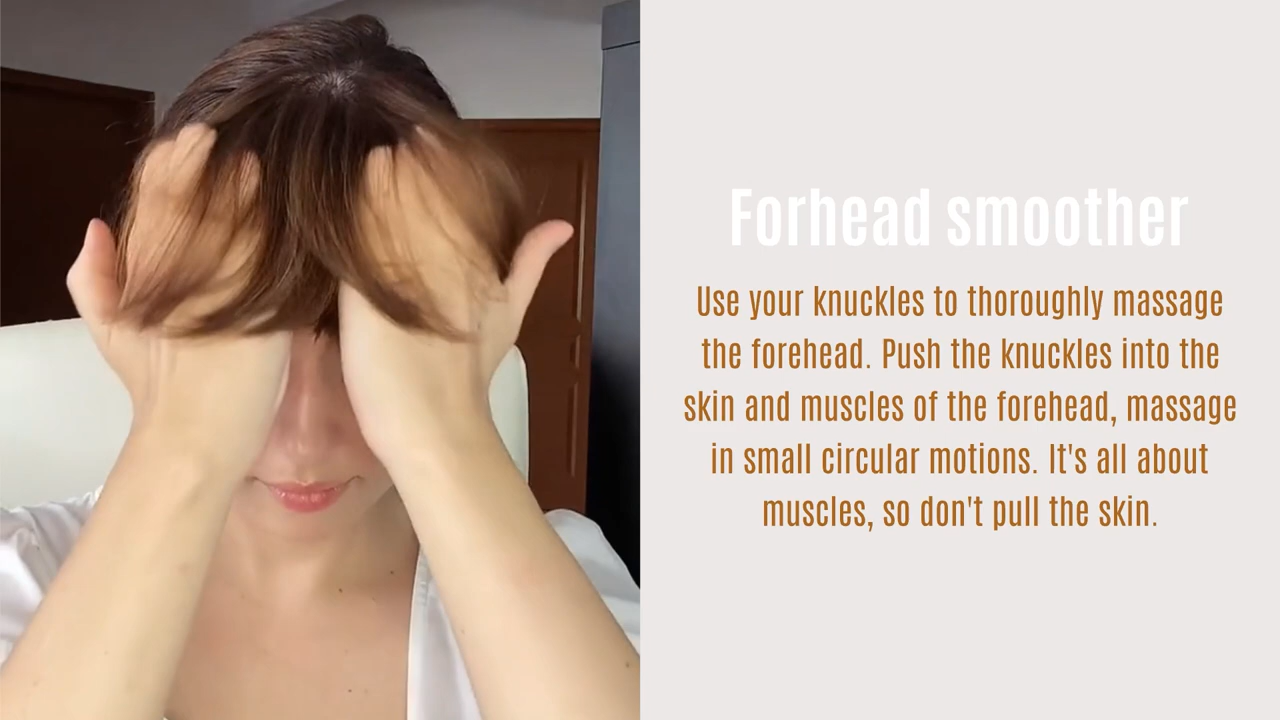 Forhead smoother
Use your knuckles to thoroughly massage
the forehead. Push the knuckles into the
skin and muscles of the forehead, massage
in small circular motions. It's all about
muscles, so don't pull the skin.